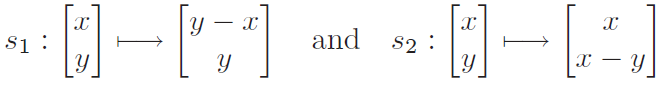 s₁ : [x y] ⟼ [y − x y] and s₂ : [x y] ⟼ [x x − y]